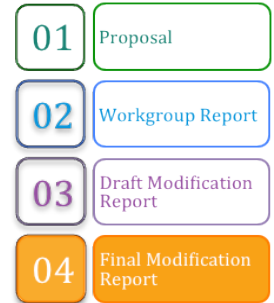 01
Proposal
02
Workgroup Report
03
Draft Modification
Report
04
Final Modification
Report